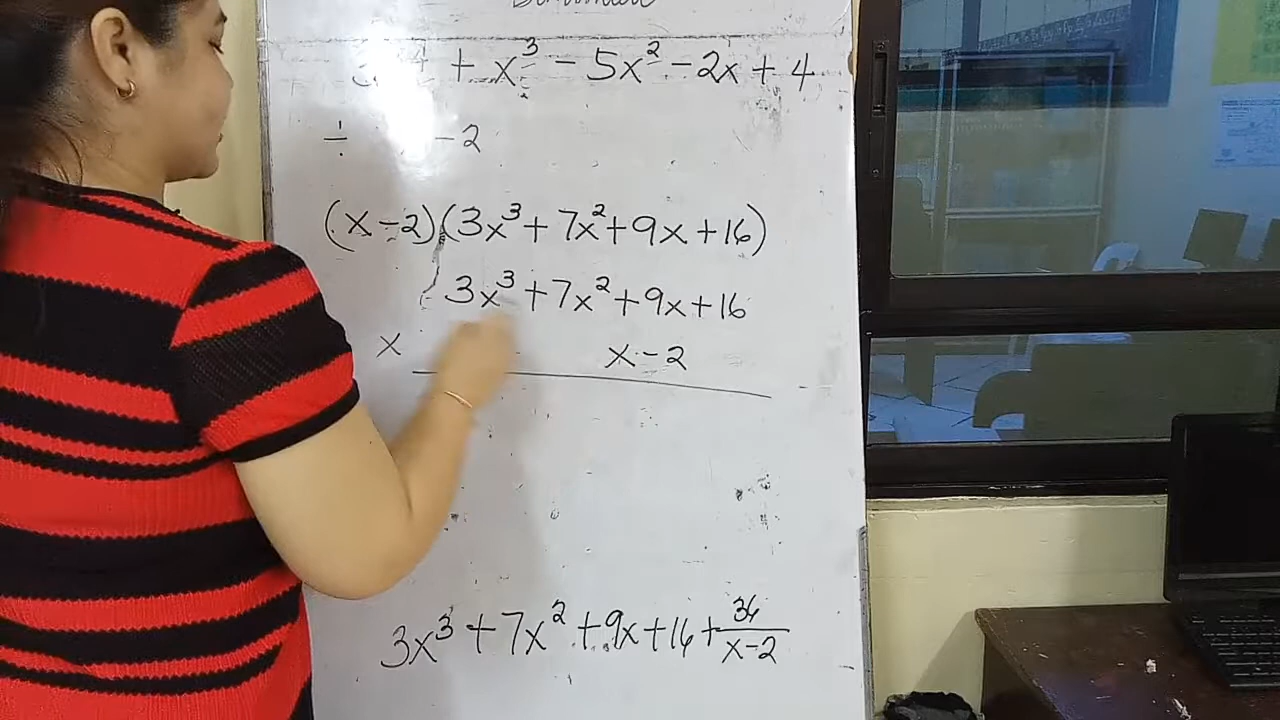 + x³ - 5x² - 2x + 4
÷ - 2
(x - 2)(3x³ + 7x² + 9x + 16)
3x³ + 7x² + 9x + 16
x x - 2
3x³ + 7x² + 9x + 16 + 36/x-2